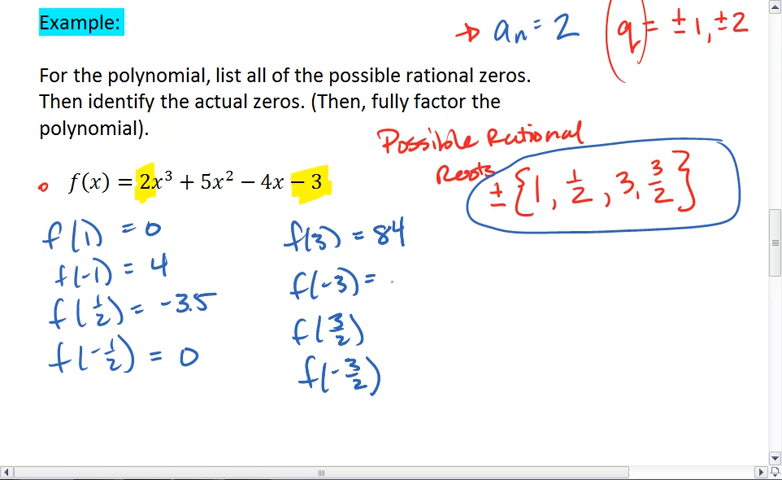 Example:
→ aₙ = 2 (q = ±1, ±2
For the polynomial, list all of the possible rational zeros.
Then identify the actual zeros. (Then, fully factor the
polynomial).
Possible Rational
Roots
± {1, 1/2, 3, 3/2}
f(x) = 2x³ + 5x² − 4x − 3
f(1) = 0
f(-1) = 4
f(1/2) = -3.5
f(-1/2) = 0
f(3) = 84
f(-3) =
f(3/2)
f(-3/2)